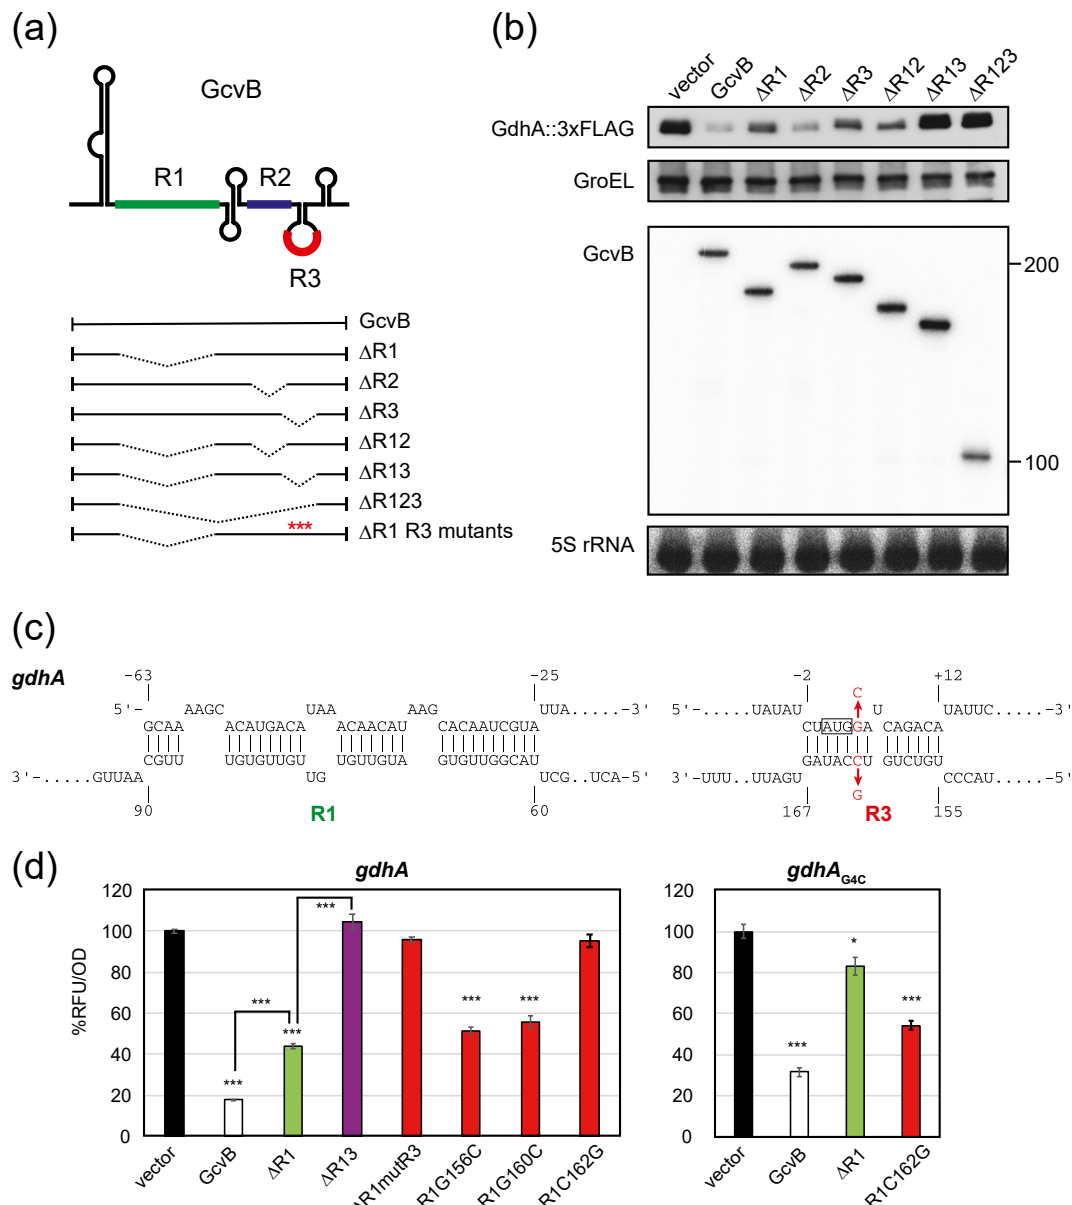 (a)
GcvB
R1
R2
R3
GcvB
ΔR1
ΔR2
ΔR3
ΔR12
ΔR13
ΔR123
***
ΔR1 R3 mutants
(b)
vector
GcvB
ΔR1
ΔR2
ΔR3
ΔR12
ΔR13
ΔR123
GdhA::3xFLAG
GroEL
GcvB
200
100
5S rRNA
(c)
gdhA
-63
-25
5'-
AAGC
UAA
AAG
UUA.....-3'
GCAA
ACAUGACA
ACAACAU
CACAAUCGUA
CGUU
UGUGUUGU
UGUUGUA
GUGUUGGCAU
3'-.....GUUAA
UG
UCG..UCA-5'
90
R1
60
-2
C
+12
5'-....UAUAU
U
UAUUC....-3'
CUAUGGA
CAGACA
GAUACCU
GUCUGU
3'-UUU..UUAGU
CCCAU....-5'
G
167
R3
155
(d)
gdhA
%RFU/OD
120
100
80
60
40
20
0
***
***
***
***
***
***
vector
GcvB
ΔR1
ΔR13
ΔR1mutR3
R1G156C
R1G160C
R1C162G
gdhA G4C
120
100
80
60
40
20
0
***
*
***
vector
GcvB
ΔR1
R1C162G